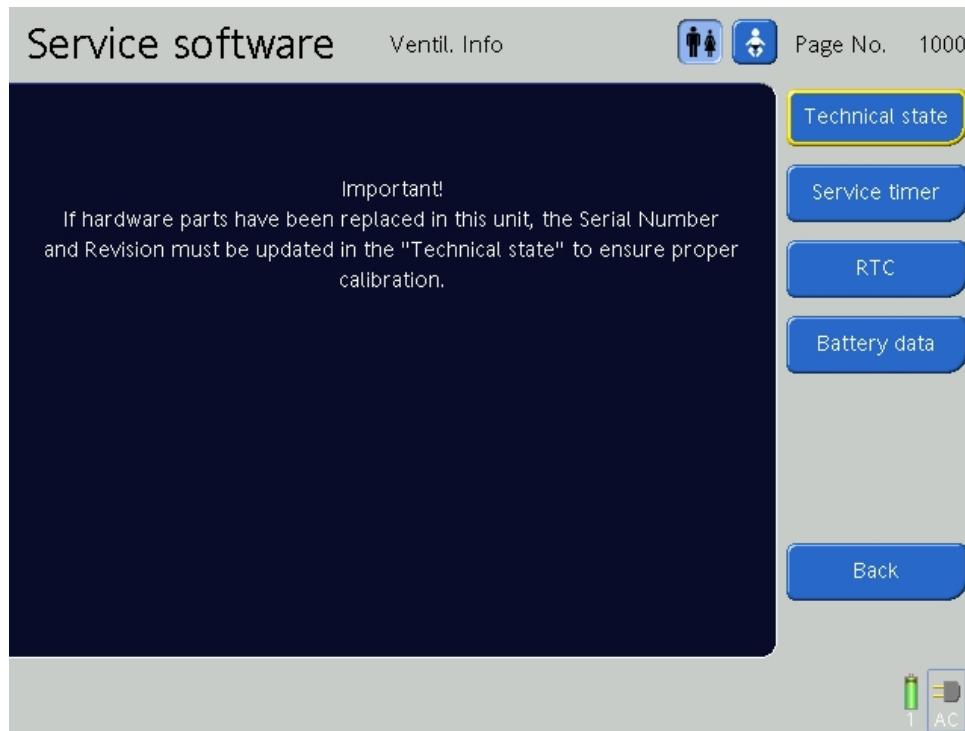 Service software
Ventil. Info
Page No. 1000
Technical state
Important!
If hardware parts have been replaced in this unit, the Serial Number
and Revision must be updated in the "Technical state" to ensure proper
calibration.
Service timer
RTC
Battery data
Back
1
AC